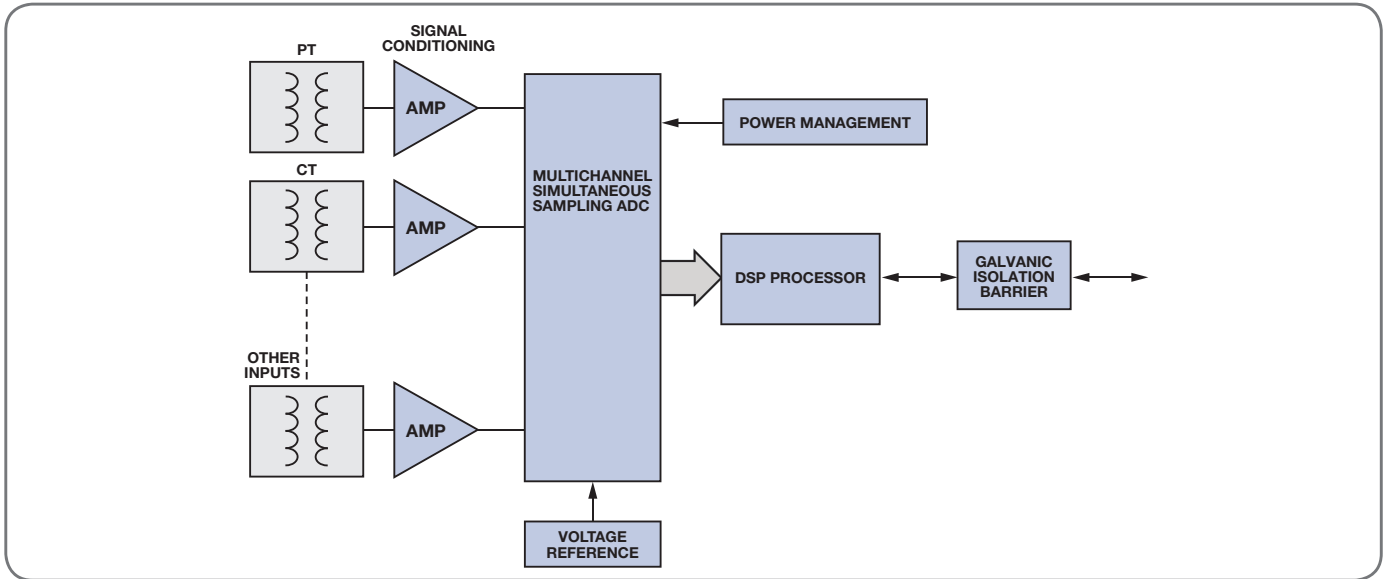 PT
SIGNAL
CONDITIONING
AMP
POWER MANAGEMENT
CT
MULTICHANNEL
SIMULTANEOUS
SAMPLING ADC
AMP
DSP PROCESSOR
GALVANIC
ISOLATION
BARRIER
OTHER
INPUTS
AMP
VOLTAGE
REFERENCE